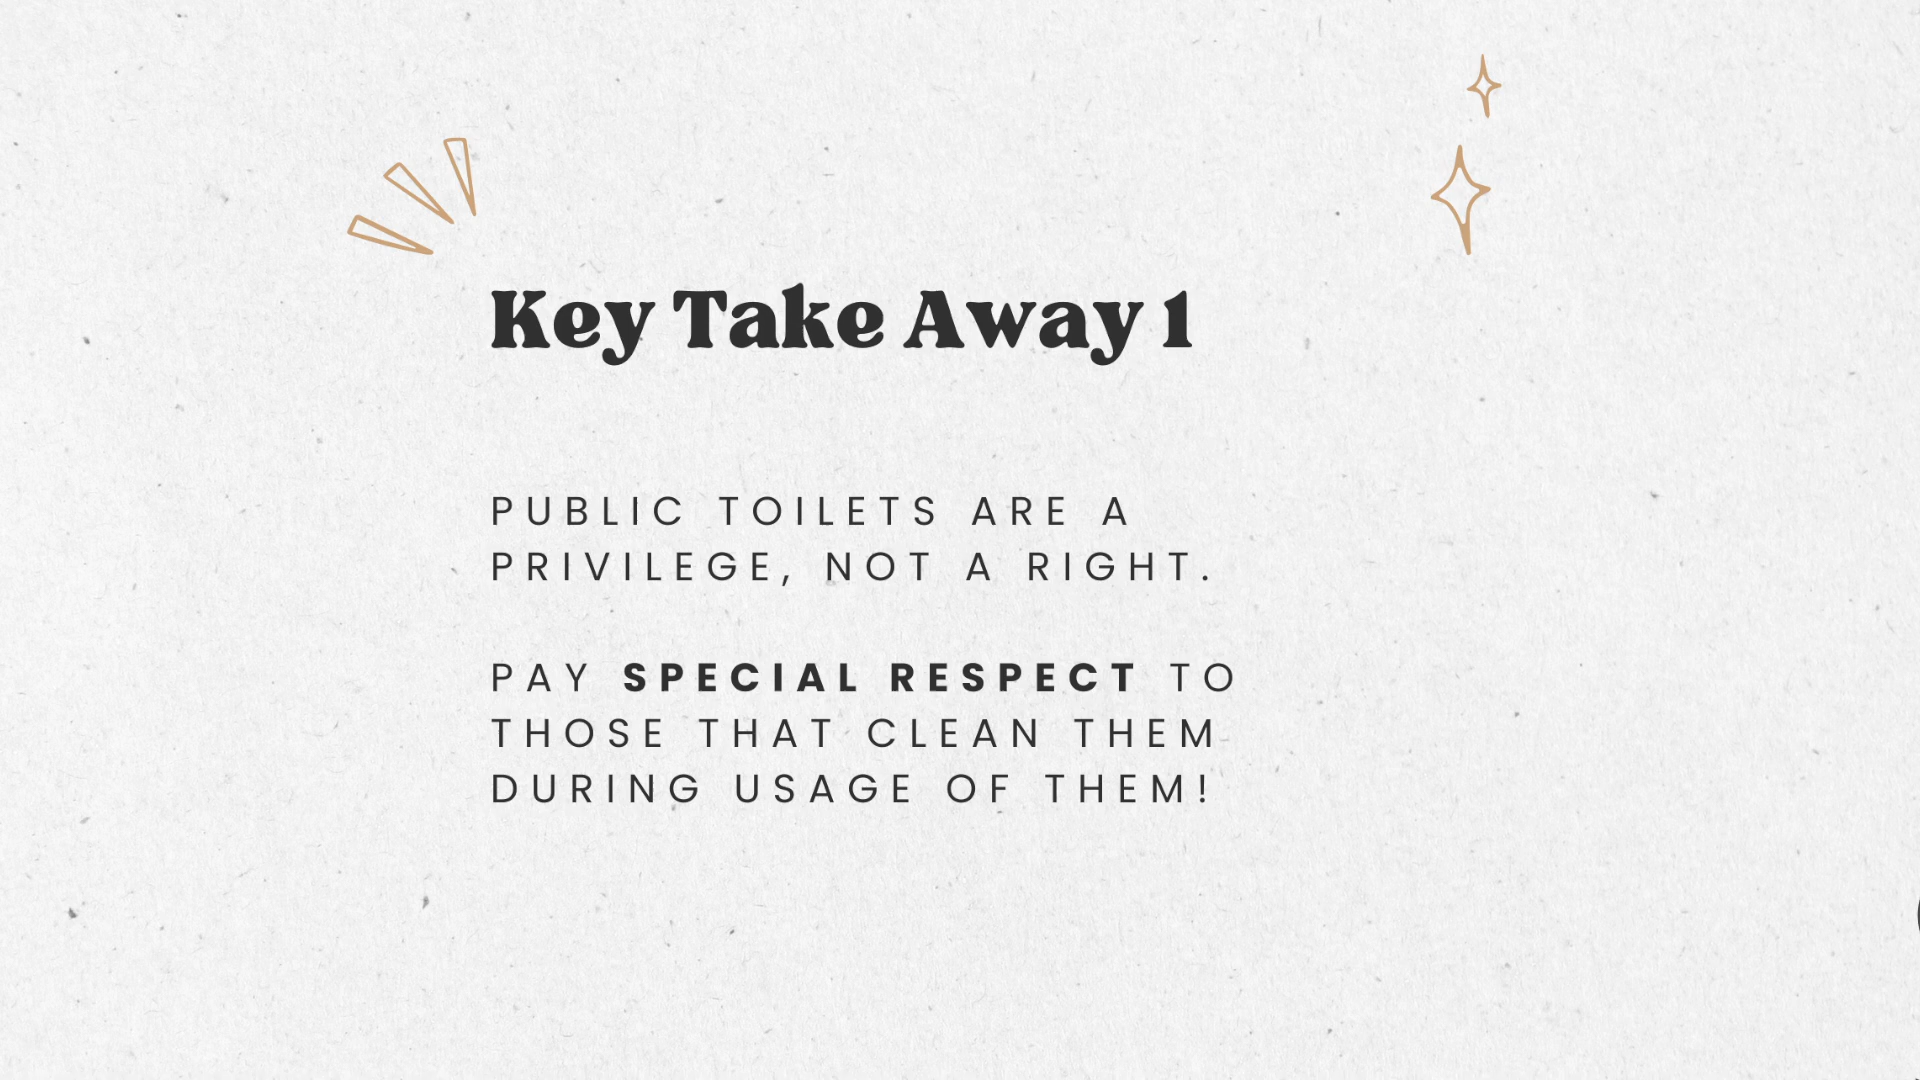 Key Take Away 1
PUBLIC TOILETS ARE A
PRIVILEGE, NOT A RIGHT.
PAY SPECIAL RESPECT TO
THOSE THAT CLEAN THEM
DURING USAGE OF THEM!